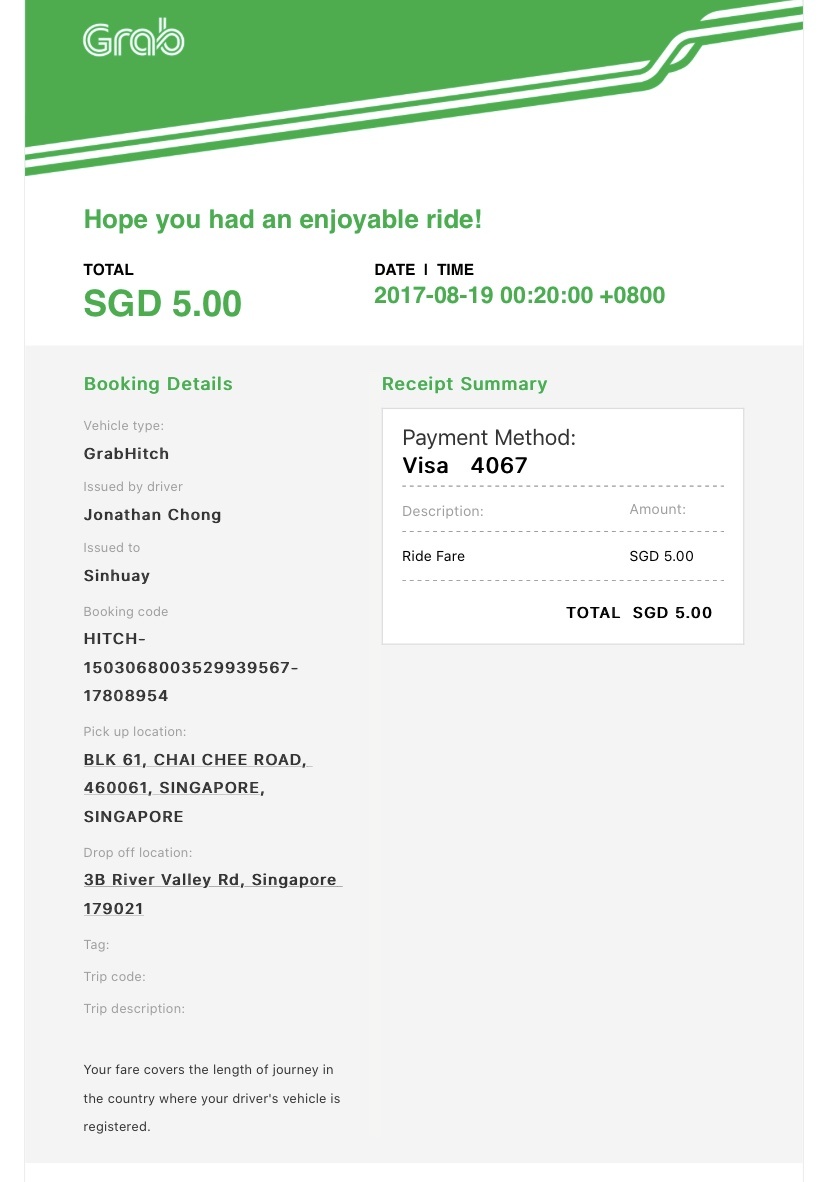 Grab
Hope you had an enjoyable ride!
TOTAL
SGD 5.00
DATE | TIME
2017-08-19 00:20:00 +0800
Booking Details
Vehicle type:
GrabHitch
Issued by driver
Jonathan Chong
Issued to
Sinhuay
Booking code
HITCH-
1503068003529939567-
17808954
Pick up location:
BLK 61, CHAI CHEE ROAD,
460061, SINGAPORE,
SINGAPORE
Drop off location:
3B River Valley Rd, Singapore
179021
Tag:
Trip code:
Trip description:
Your fare covers the length of journey in
the country where your driver's vehicle is
registered.
Receipt Summary
Payment Method:
Visa 4067
Description: Amount:
Ride Fare SGD 5.00
TOTAL SGD 5.00